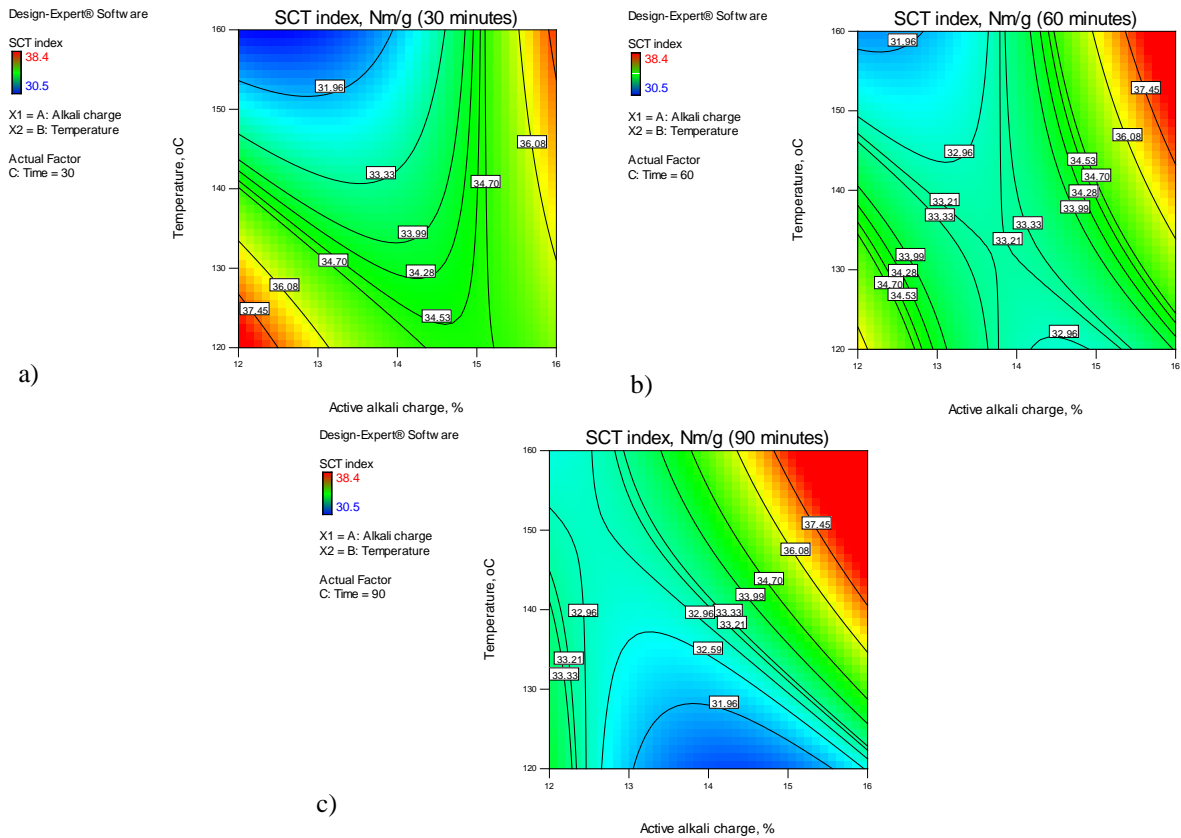 Design-Expert® Software
SCT index
38.4
30.5
X1 = A: Alkali charge
X2 = B: Temperature
Actual Factor
C: Time = 30
SCT index, Nm/g (30 minutes)
Temperature, oC
160
150
140
130
120
12
13
14
15
16
31.96
36.08
33.33
34.70
33.99
34.70
34.28
36.08
37.45
34.53
a)
Active alkali charge, %
Design-Expert® Software
SCT index
38.4
30.5
X1 = A: Alkali charge
X2 = B: Temperature
Actual Factor
C: Time = 60
SCT index, Nm/g (60 minutes)
Temperature, oC
160
150
140
130
120
12
13
14
15
16
31.96
37.45
36.08
32.96
34.53
34.70
34.28
33.99
33.21
33.33
33.33
33.21
33.99
34.28
34.70
34.53
32.96
b)
Active alkali charge, %
Design-Expert® Software
SCT index
38.4
30.5
X1 = A: Alkali charge
X2 = B: Temperature
Actual Factor
C: Time = 90
SCT index, Nm/g (90 minutes)
Temperature, oC
160
150
140
130
120
12
13
14
15
16
37.45
36.08
34.70
33.99
32.96
32.96
33.33
33.21
32.59
33.21
33.33
31.96
c)
Active alkali charge, %